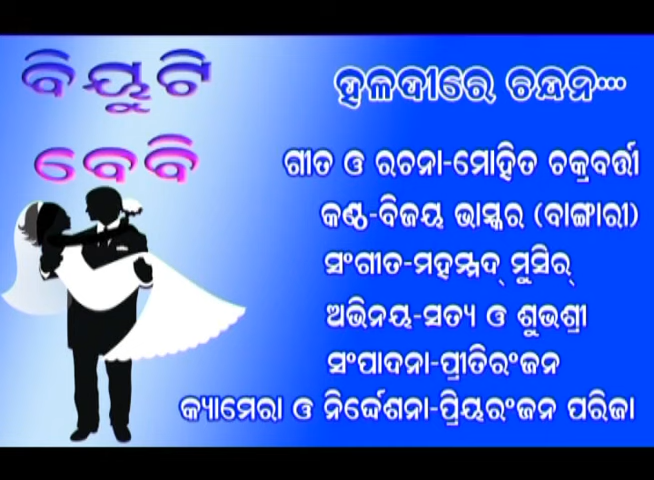 ବିୟୁଟି
ବେବି
ହଳଦୀରେ ଚନ୍ଦନ...
ଗୀତ ଓ ରଚନା-ମୋହିତ ଚକ୍ରବର୍ତ୍ତୀ
କଣ୍ଠ-ବିଜୟ ଭାସ୍କର (ବାଙ୍ଗାରୀ)
ସଂଗୀତ-ମହମ୍ମଦ୍ ମୁସିର୍
ଅଭିନୟ-ସତ୍ୟ ଓ ଶୁଭଶ୍ରୀ
ସଂପାଦନା-ପ୍ରୀତିରଂଜନ
କ୍ୟାମେରା ଓ ନିର୍ଦ୍ଦେଶନା-ପ୍ରିୟରଂଜନ ପରିଜା